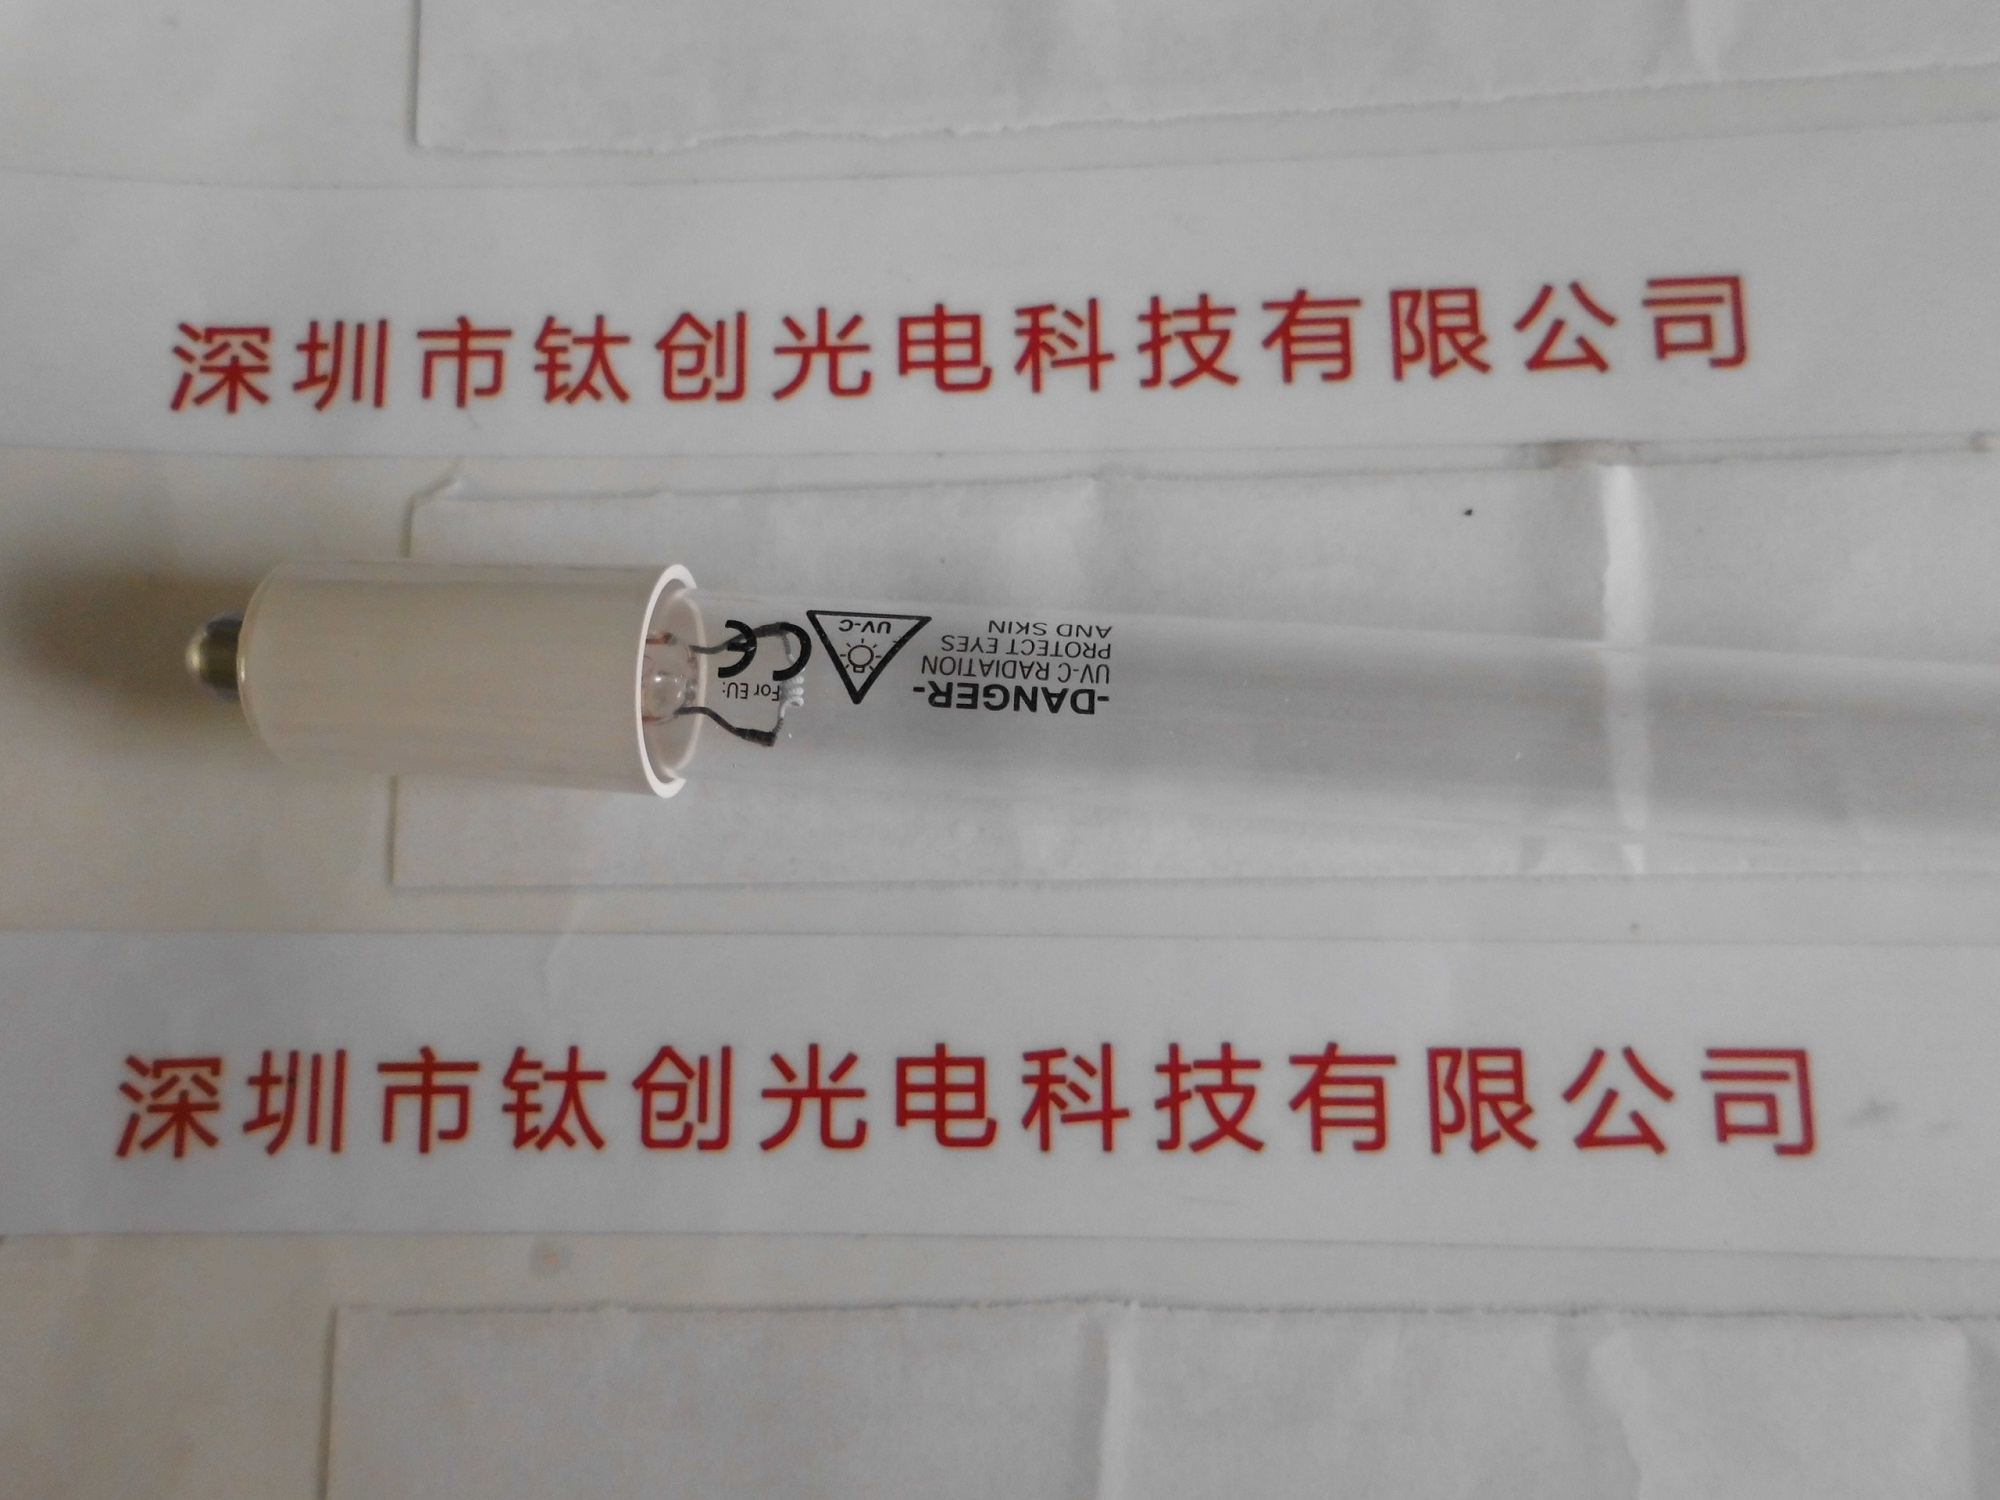 深圳市钛创光电科技有限公司
-DANGER-
UV-C RADIATION
PROTECT EYES
AND SKIN
UV-C
For EU:
CE
深圳市钛创光电科技有限公司